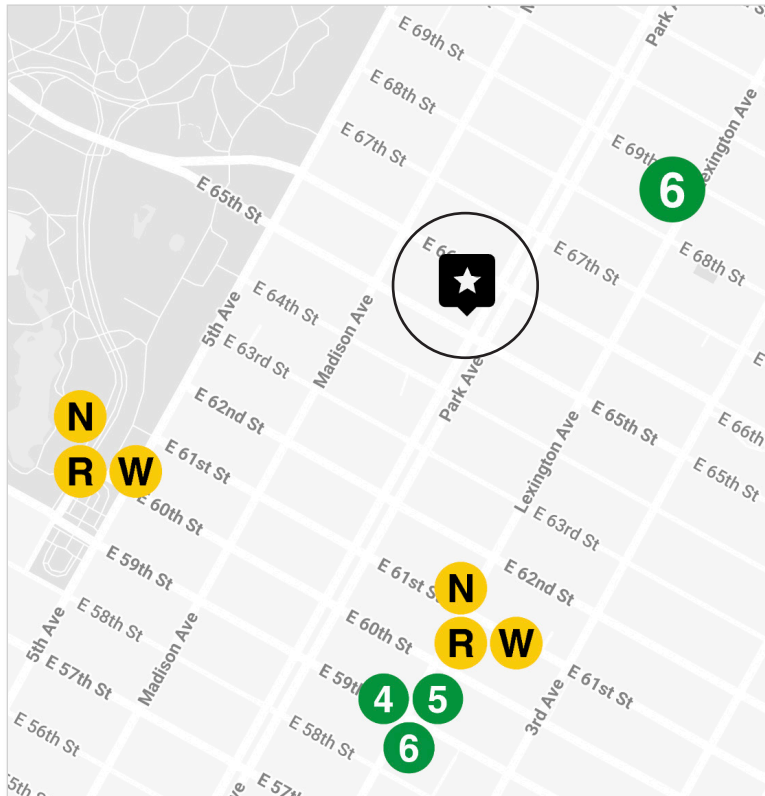 E 69th St
Park A
E 68th St
Lexington Ave
E 67th St
E 69th
6
E 65th St
E 66
E 67th St
E 68th St
5th Ave
E 64th St
Madison Ave
E 63rd St
Park Ave
E 62nd St
E 65th St
E 66th
N
Lexington Ave
R W
E 61st St
E 65th St
E 60th St
E 63rd St
E 59th St
E 61st S
N
E 62nd St
5th Ave
E 58th St
Madison Ave
E 60th St
R W
E 57th St
E 59th
4 5
E 61st St
3rd Ave
E 56th St
E 58th St
6
55th St
E 57th